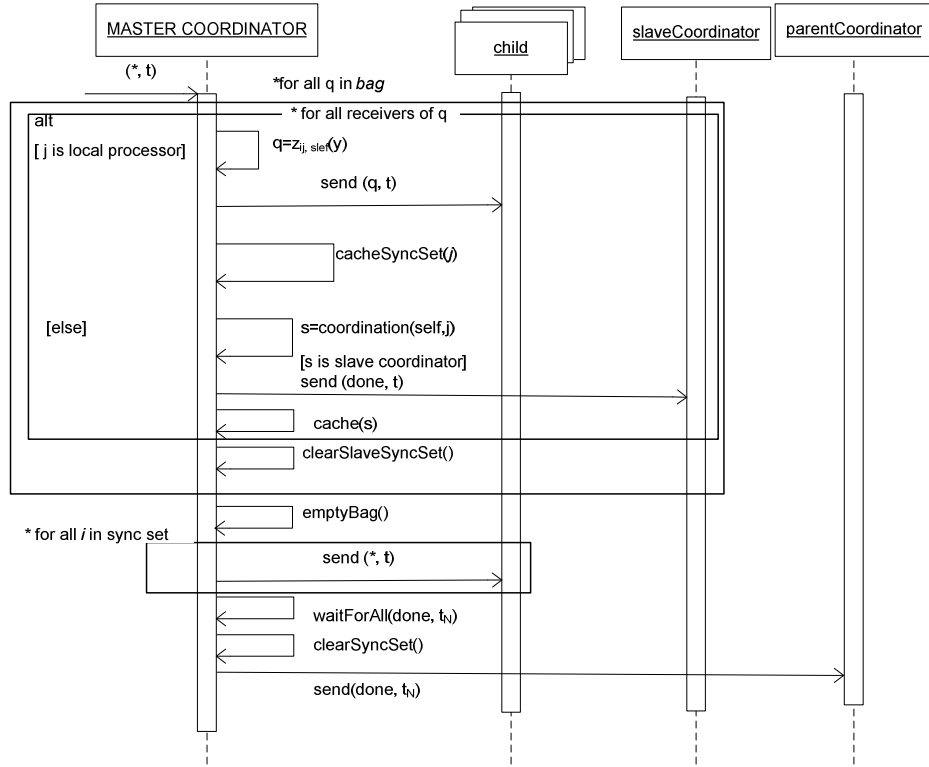 MASTER COORDINATOR
child
slaveCoordinator
parentCoordinator
(*, t)
*for all q in bag
* for all receivers of q
alt
[ j is local processor]
q=zij, slef(y)
send (q, t)
cacheSyncSet(j)
[else]
s=coordination(self,j)
[s is slave coordinator]
send (done, t)
cache(s)
clearSlaveSyncSet()
emptyBag()
* for all i in sync set
send (*, t)
waitForAll(done, tN)
clearSyncSet()
send(done, tN)